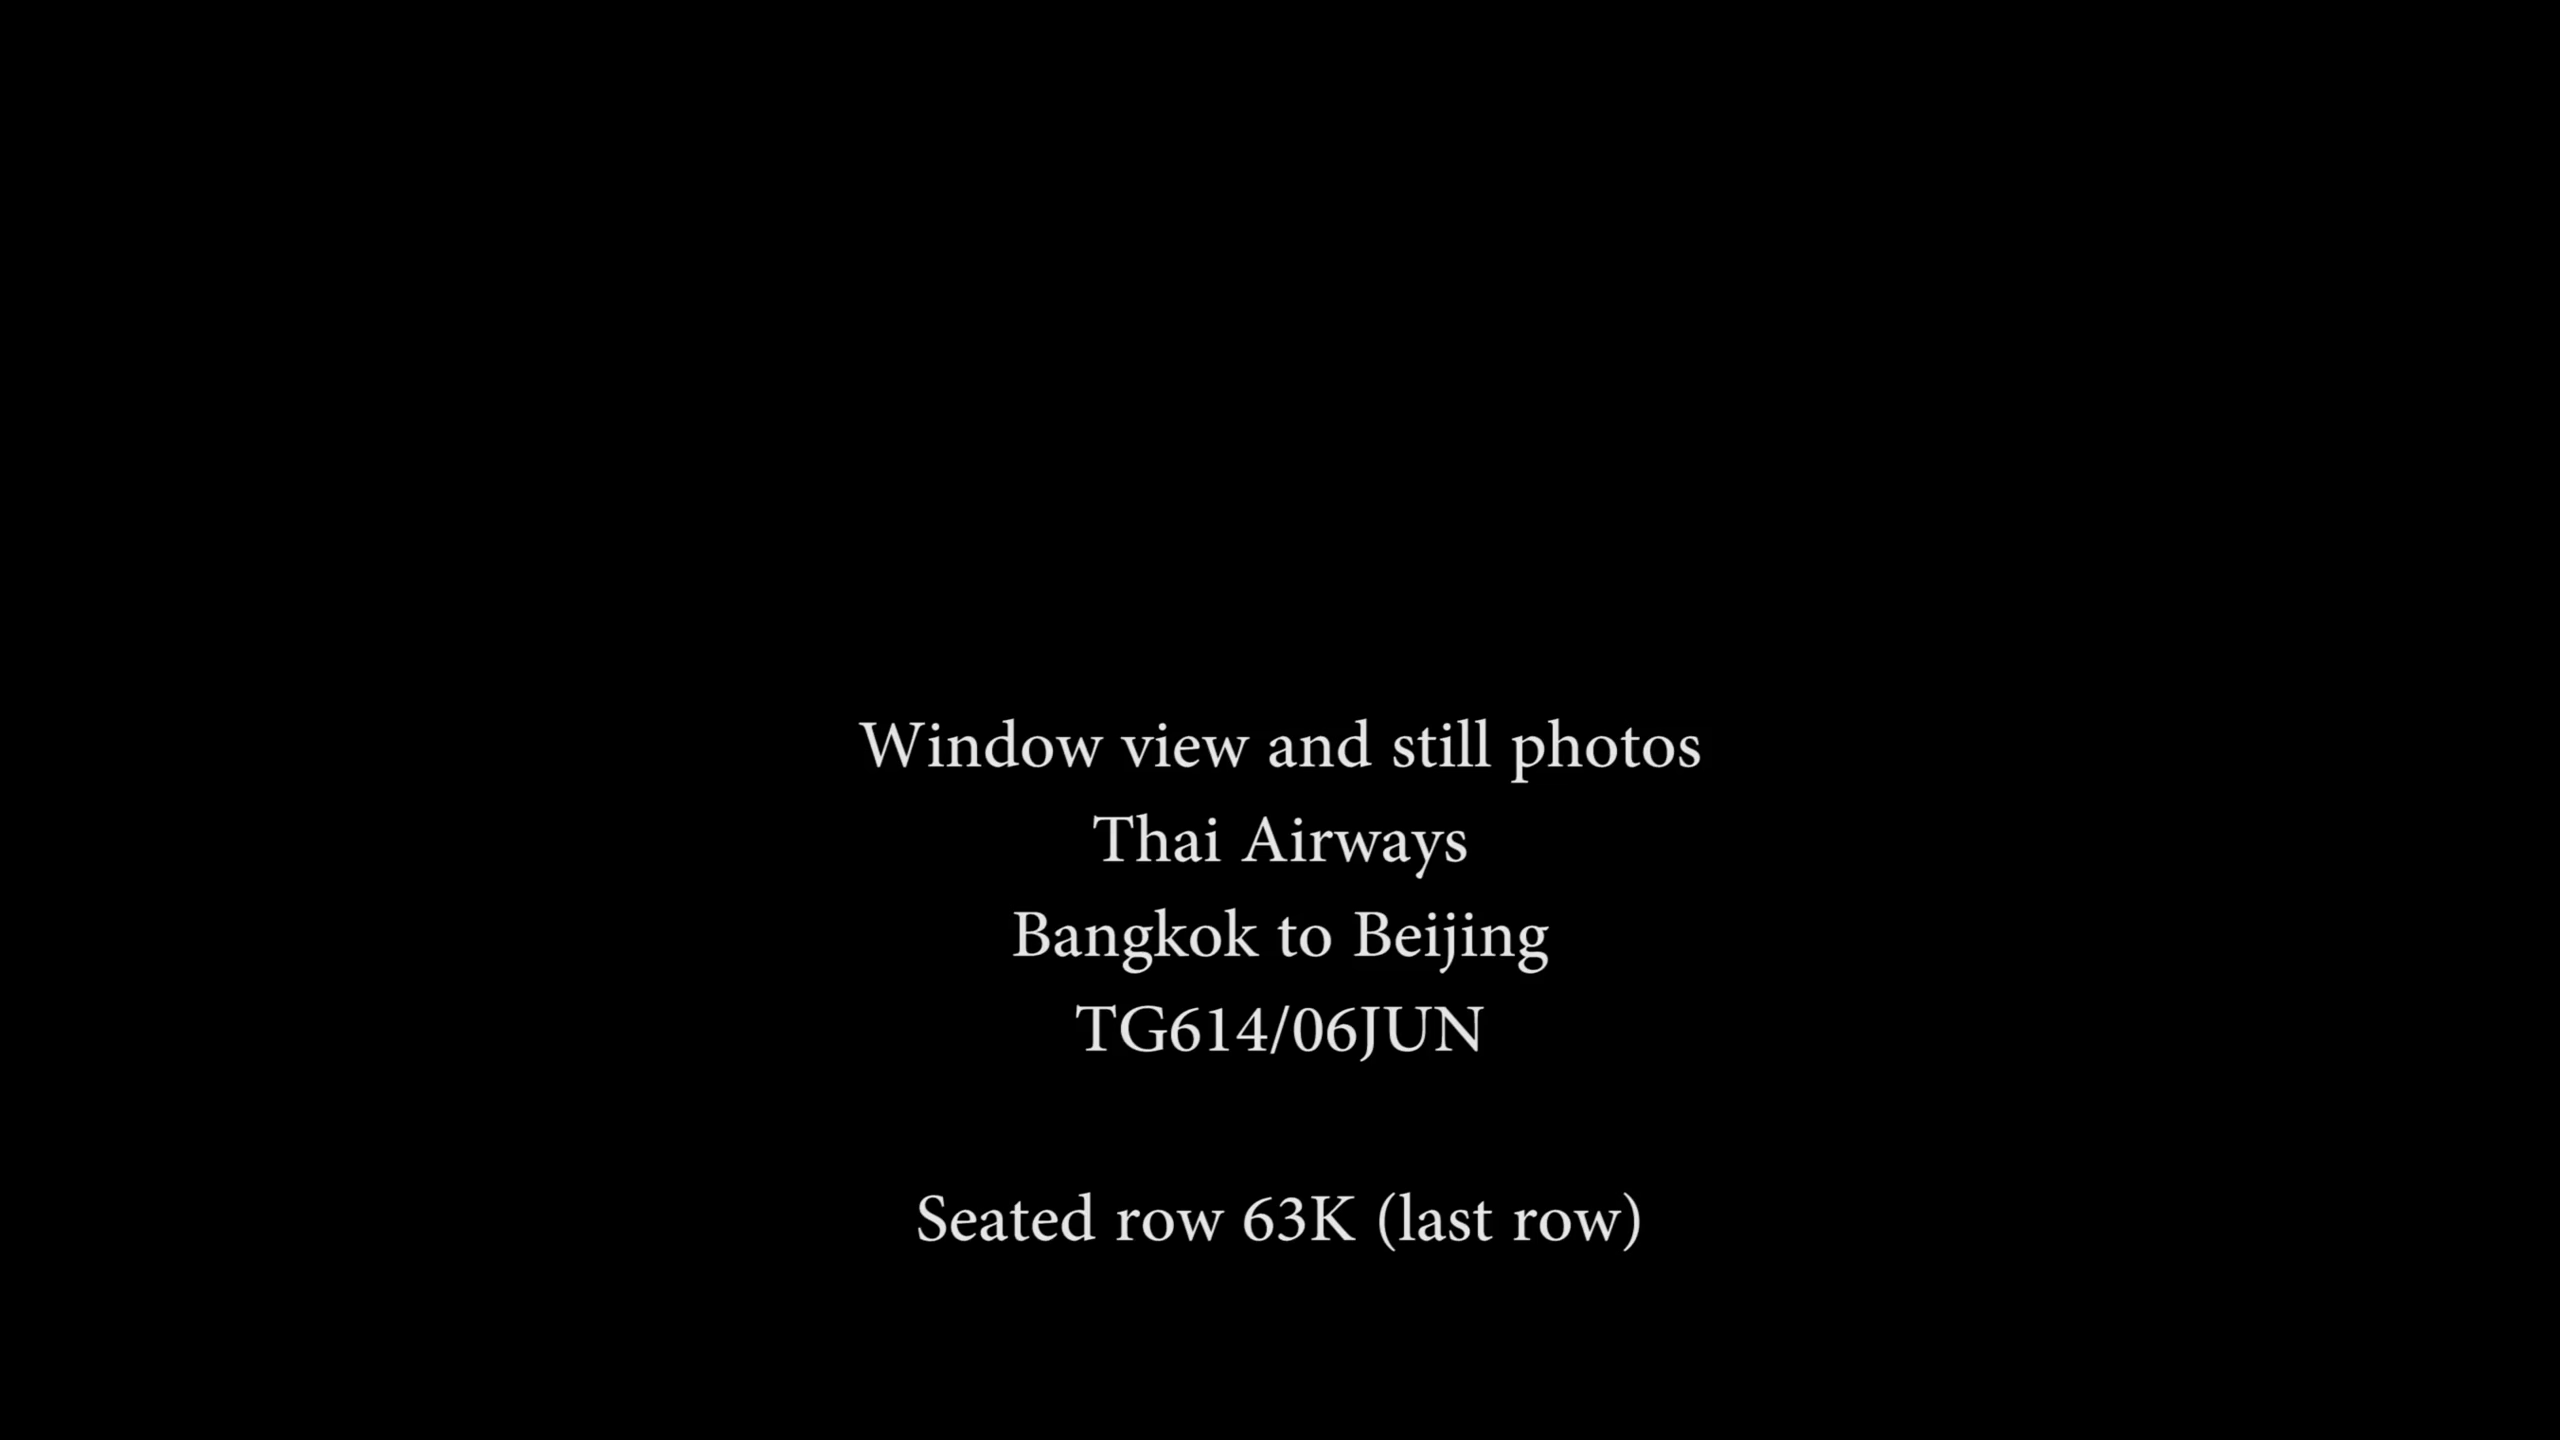 Window view and still photos
Thai Airways
Bangkok to Beijing
TG614/06JUN
Seated row 63K (last row)